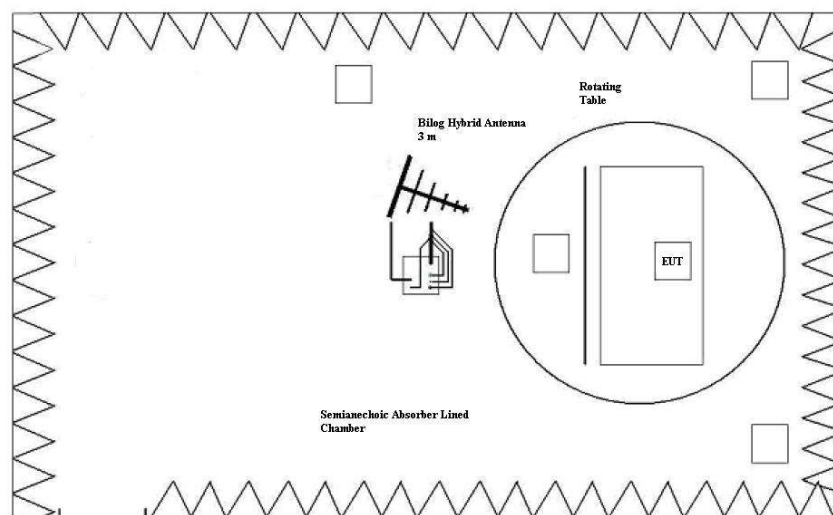 Rotating
Table
Bilog Hybrid Antenna
3 m
EUT
Semianechoic Absorber Lined
Chamber